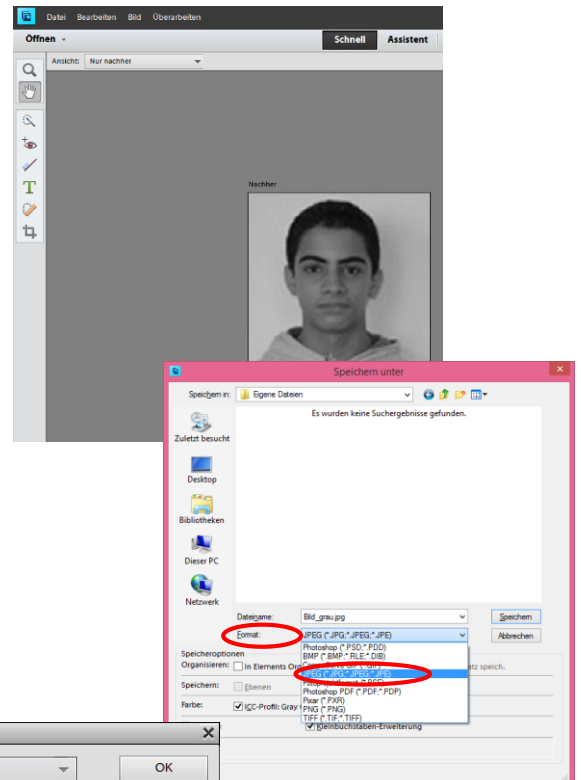 Datei Bearbeiten Bild Überarbeiten
Öffnen Schnell Assistent
Ansicht: Nur nachher
T
Nachher
Speichern unter
Speichern in: Eigene Dateien
Es wurden keine Suchergebnisse gefunden.
Zuletzt besucht
Desktop
Bibliotheken
Dieser PC
Netzwerk
Dateiname: Bild_grau.jpg Speichern
Format: JPEG (*.JPG;*.JPEG;*.JPE) Abbrechen
Photoshop (*.PSD;*.PDD)
Speicheroptionen BMP (*.BMP;*.RLE;*.DIB)
Organisieren: In Elements speich.
JPEG (*.JPG;*.JPEG;*.JPE)
Speichern: Ebenen
Photoshop PDF (*.PDF;*.PDP)
Pixar (*.PXR)
Farbe: ICC-Profil: Gray PNG (*.PNG)
TIFF (*.TIF;*.TIFF)
Kleinbuchstaben-Erweiterung
OK